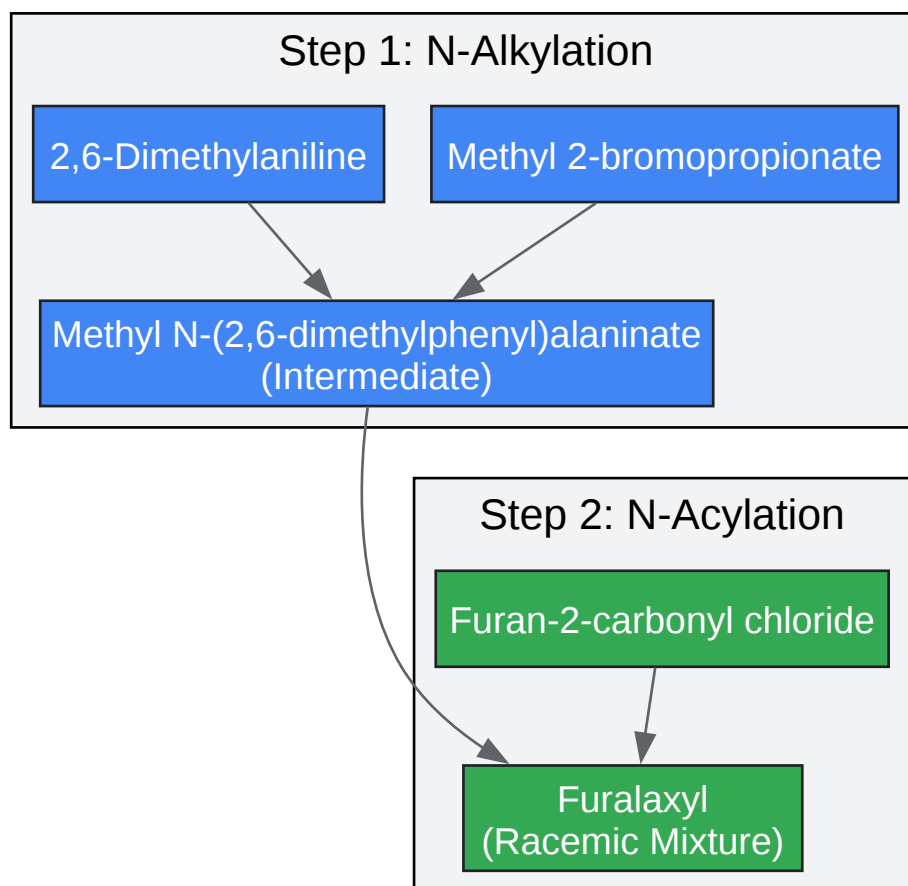 Step 1: N-Alkylation
2,6-Dimethylaniline
Methyl 2-bromopropionate
Methyl N-(2,6-dimethylphenyl)alaninate
(Intermediate)
Step 2: N-Acylation
Furan-2-carbonyl chloride
Furalaxyl
(Racemic Mixture)